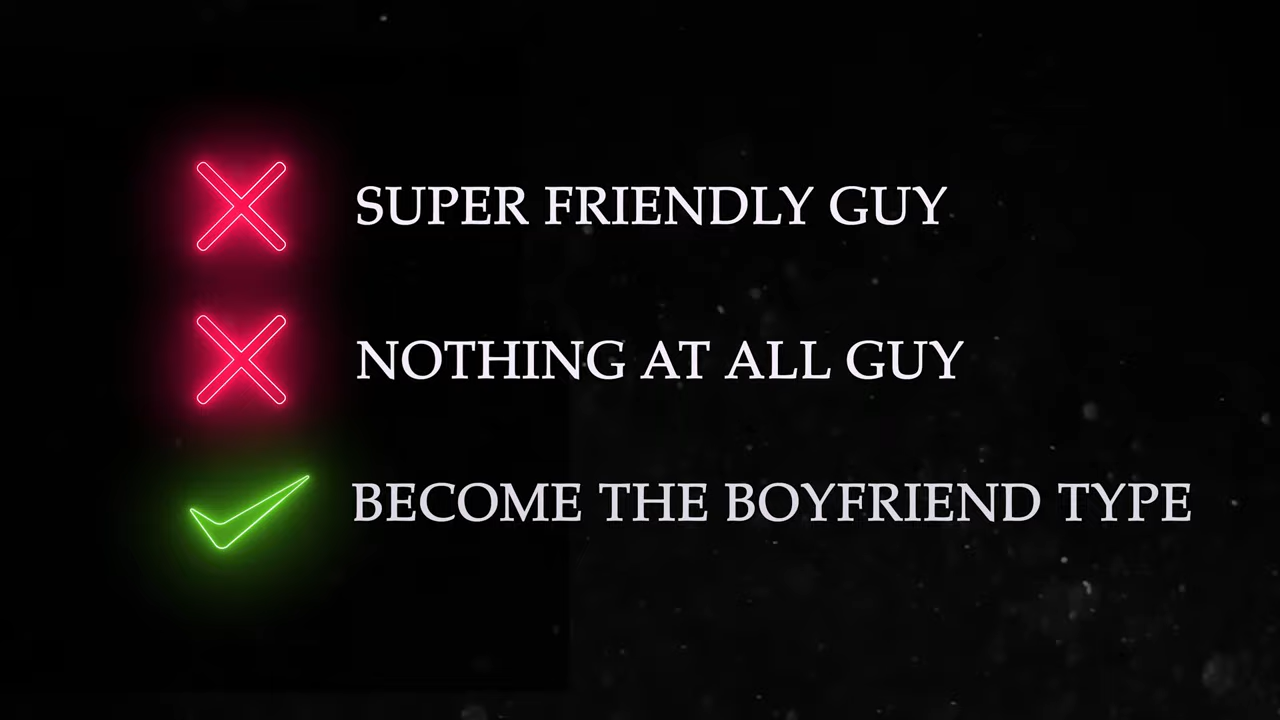 SUPER FRIENDLY GUY
NOTHING AT ALL GUY
BECOME THE BOYFRIEND TYPE